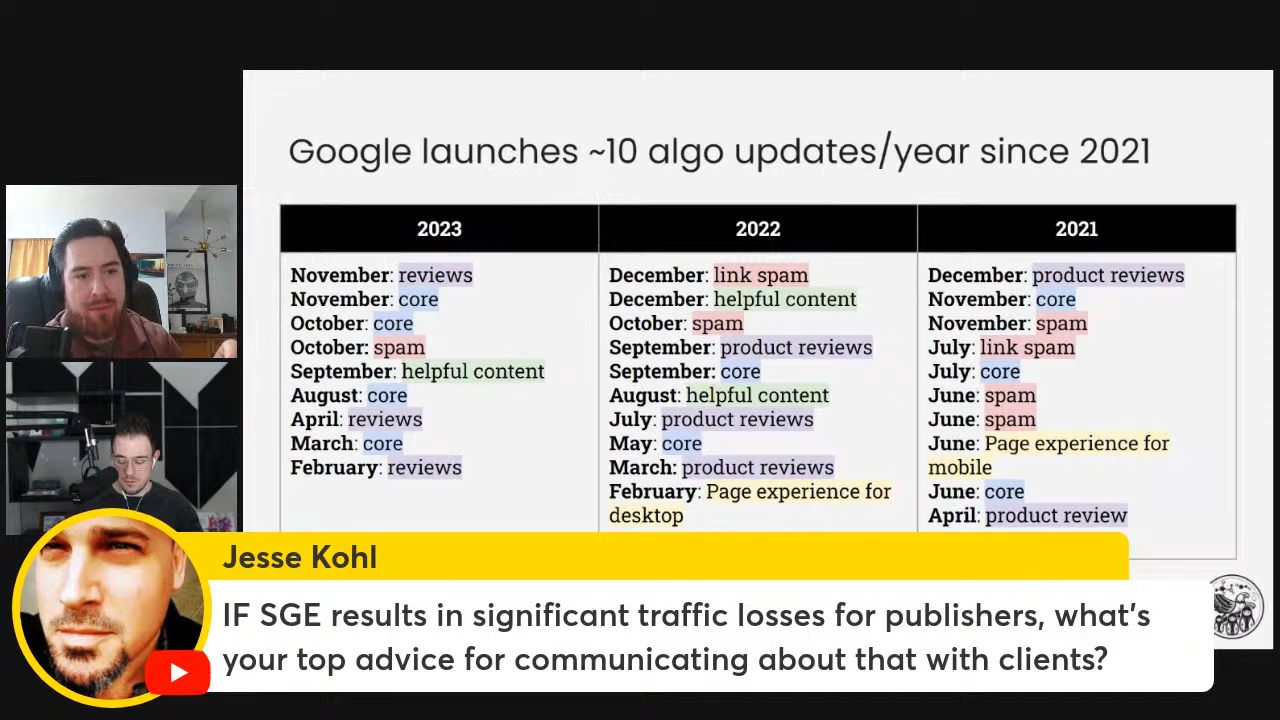 Google launches ~10 algo updates/year since 2021
2023
November: reviews
November: core
October: core
October: spam
September: helpful content
August: core
April: reviews
March: core
February: reviews
2022
December: link spam
December: helpful content
October: spam
September: product reviews
September: core
August: helpful content
July: product reviews
May: core
March: product reviews
February: Page experience for
desktop
2021
December: product reviews
November: core
November: spam
July: link spam
July: core
June: spam
June: spam
June: Page experience for
mobile
June: core
April: product review
Jesse Kohl
IF SGE results in significant traffic losses for publishers, what's
your top advice for communicating about that with clients?